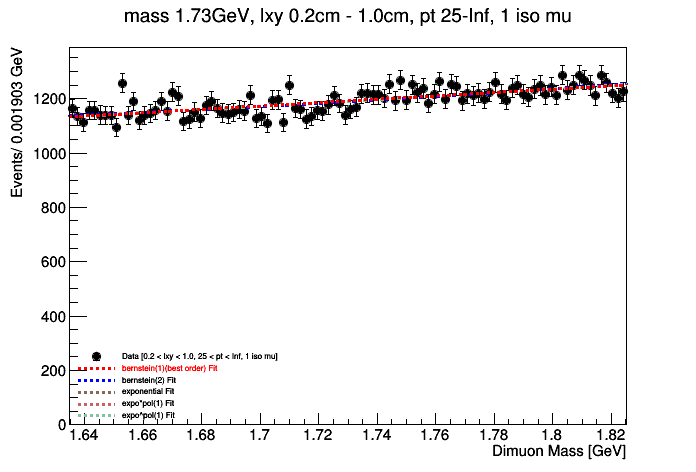 mass 1.73GeV, lxy 0.2cm - 1.0cm, pt 25-Inf, 1 iso mu
Events/ 0.001903 GeV
1200
1000
800
600
400
200
0
Data [0.2 < lxy < 1.0, 25 < pt < Inf, 1 iso mu]
bernstein(1)(best order) Fit
bernstein(2) Fit
exponential Fit
expo*pol(1) Fit
expo^pol(1) Fit
1.64 1.66 1.68 1.7 1.72 1.74 1.76 1.78 1.8 1.82
Dimuon Mass [GeV]